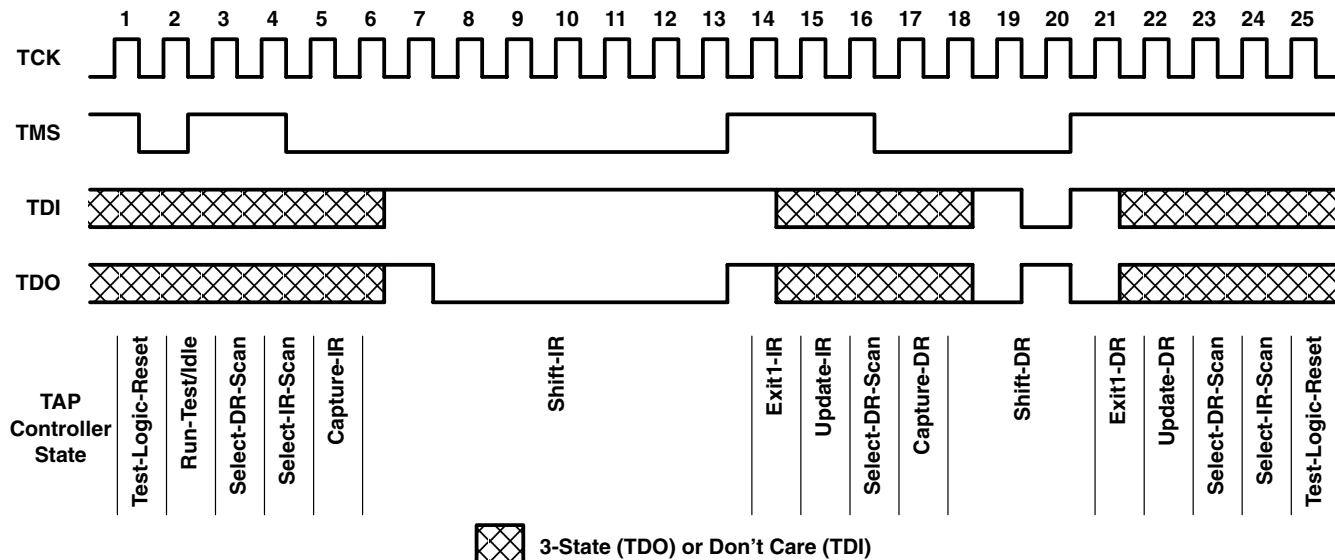 1 2 3 4 5 6 7 8 9 10 11 12 13 14 15 16 17 18 19 20 21 22 23 24 25
TCK
TMS
TDI
TDO
TAP
Controller
State
Test-Logic-Reset
Run-Test/Idle
Select-DR-Scan
Select-IR-Scan
Capture-IR
Shift-IR
Exit1-IR
Update-IR
Select-DR-Scan
Capture-DR
Shift-DR
Exit1-DR
Update-DR
Select-DR-Scan
Select-IR-Scan
Test-Logic-Reset
3-State (TDO) or Don't Care (TDI)